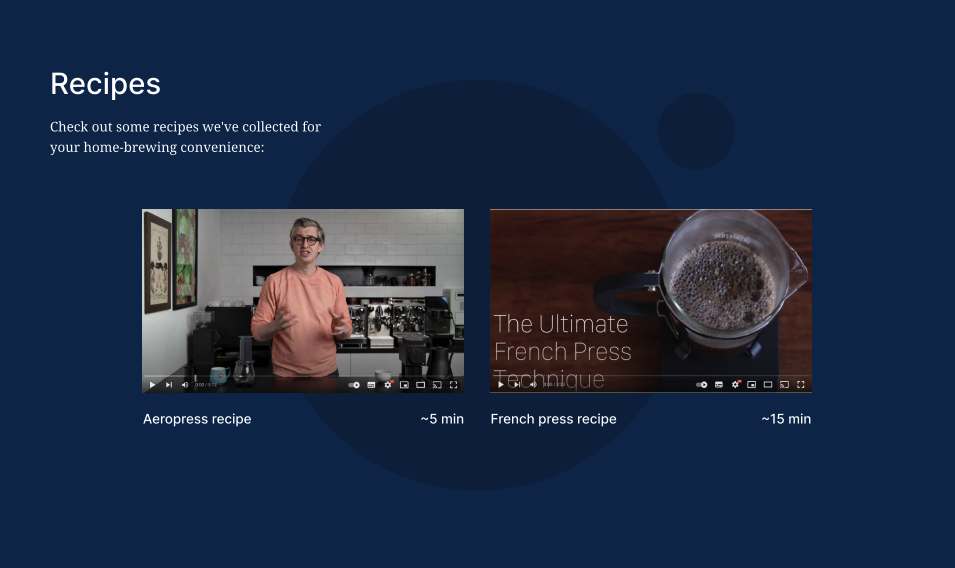 Recipes
Check out some recipes we've collected for
your home-brewing convenience:
The Ultimate
French Press
Technique
Aeropress recipe
~5 min
French press recipe
~15 min